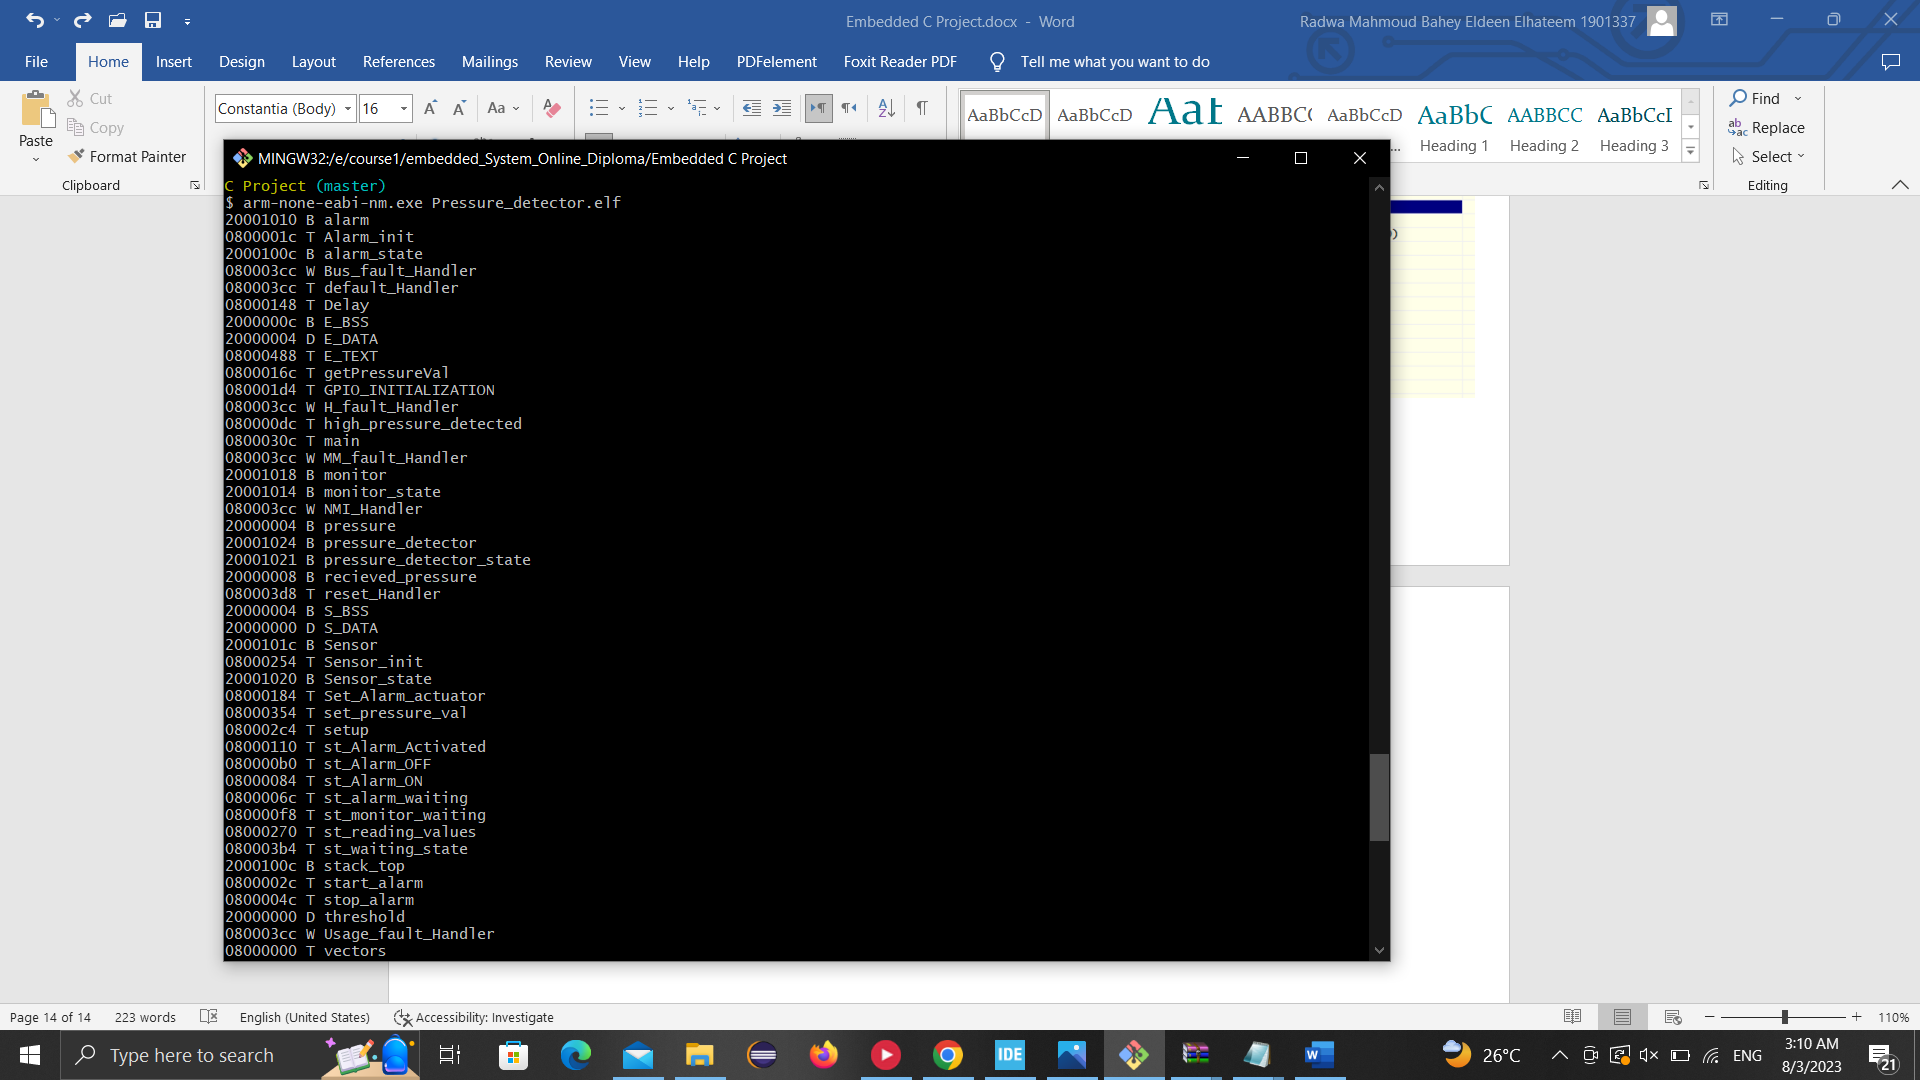 Embedded C Project.docx - Word
Radwa Mahmoud Bahey Eldeen Elhateem 1901337
File Home Insert Design Layout References Mailings Review View Help PDFelement Foxit Reader PDF Tell me what you want to do
Paste
Cut
Copy
Format Painter
Clipboard
Constantia (Body) 16
AaBbCcD AaBbCcD AaB AABBC AaBbCcD AaBbC AABBCC AaBbCcI
Heading 1 Heading 2 Heading 3
Find
Replace
Select
Editing
MINGW32:/e/course1/embedded_System_Online_Diploma/Embedded C Project
C Project (master)
$ arm-none-eabi-nm.exe Pressure_detector.elf
20001010 B alarm
0800001c T Alarm_init
2000100c B alarm_state
080003cc W Bus_fault_Handler
080003cc T default_Handler
08000148 T Delay
2000000c B E_BSS
20000004 D E_DATA
08000488 T E_TEXT
0800016c T getPressureVal
080001d4 T GPIO_INITIALIZATION
080003cc W H_fault_Handler
080000dc T high_pressure_detected
0800030c T main
080003cc W MM_fault_Handler
20001018 B monitor
20001014 B monitor_state
080003cc W NMI_Handler
20000004 B pressure
20001024 B pressure_detector
20001021 B pressure_detector_state
20000008 B recieved_pressure
080003d8 T reset_Handler
20000004 B S_BSS
20000000 D S_DATA
2000101c B Sensor
08000254 T Sensor_init
20001020 B Sensor_state
08000184 T Set_Alarm_actuator
08000354 T set_pressure_val
080002c4 T setup
08000110 T st_Alarm_Activated
080000b0 T st_Alarm_OFF
08000084 T st_Alarm_ON
0800006c T st_alarm_waiting
080000f8 T st_monitor_waiting
08000270 T st_reading_values
080003b4 T st_waiting_state
2000100c B stack_top
0800002c T start_alarm
0800004c T stop_alarm
20000000 D threshold
080003cc W Usage_fault_Handler
08000000 T vectors
Page 14 of 14 223 words English (United States) Accessibility: Investigate 110%
Type here to search
IDE
26°C ENG
3:10 AM
8/3/2023
21